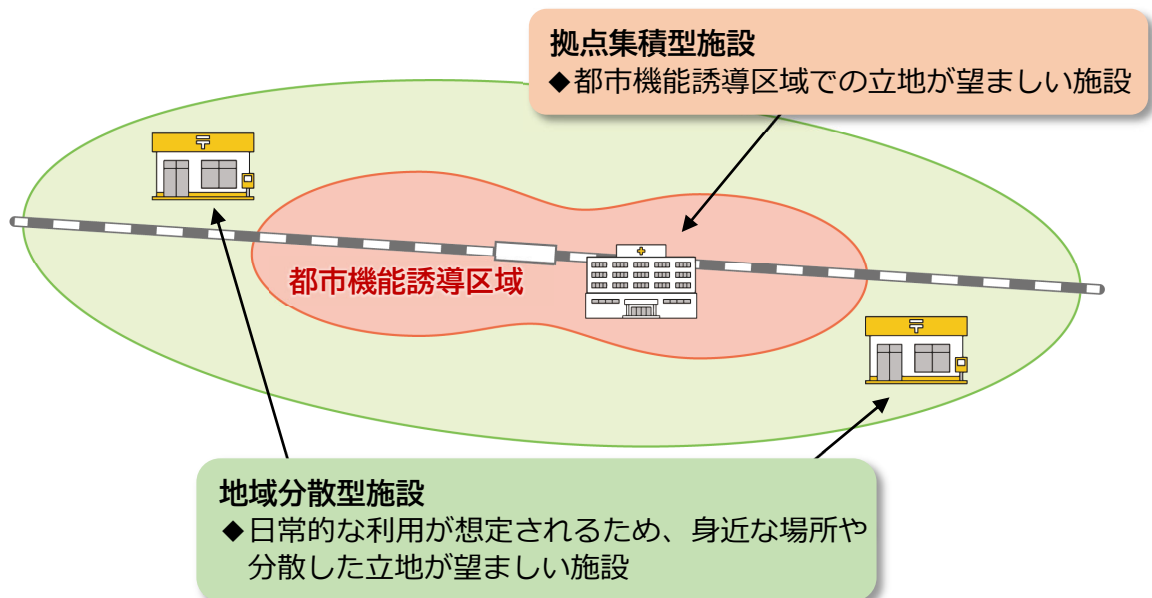 拠点集積型施設
◆都市機能誘導区域での立地が望ましい施設
都市機能誘導区域
地域分散型施設
◆日常的な利用が想定されるため、身近な場所や
分散した立地が望ましい施設